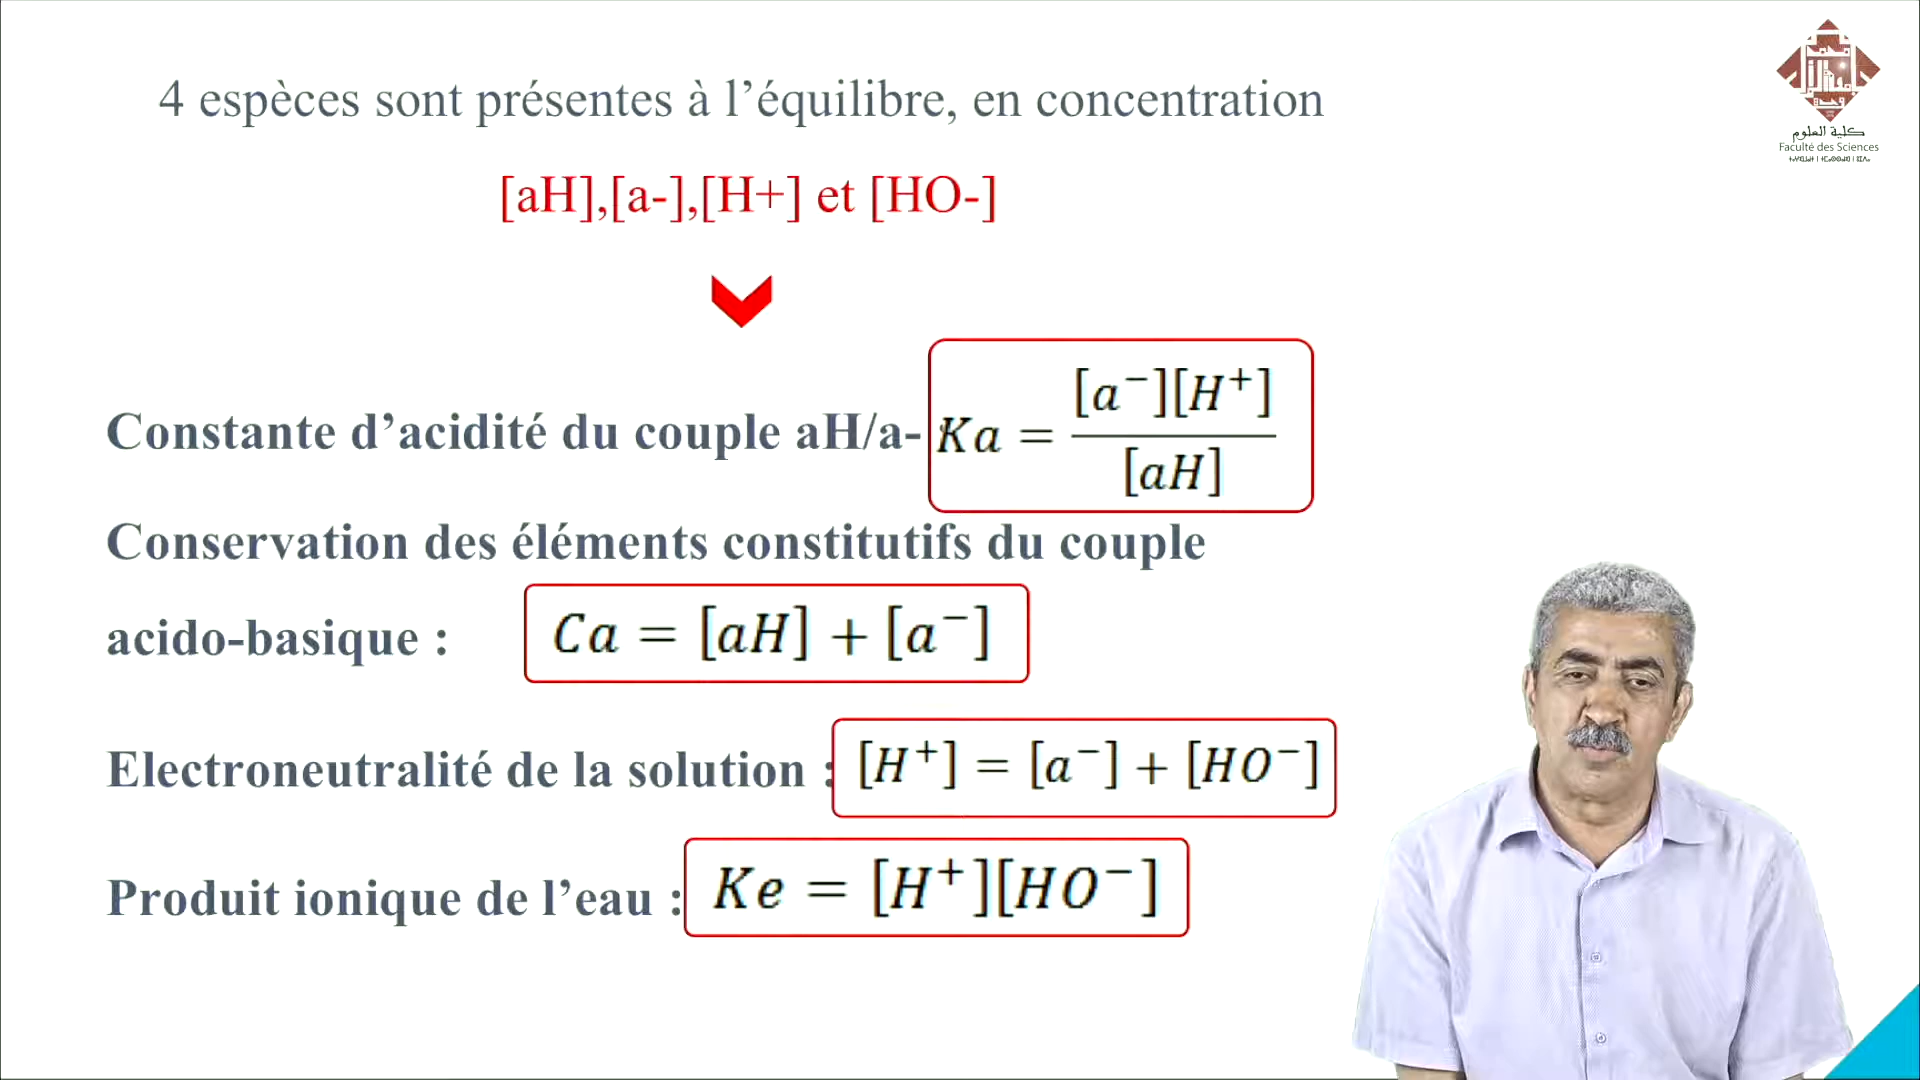 4 espèces sont présentes à l’équilibre, en concentration
[aH],[a-],[H+] et [HO-]
Constante d’acidité du couple aH/a-
Ka = [a⁻][H⁺] / [aH]
Conservation des éléments constitutifs du couple
acido-basique :
Ca = [aH] + [a⁻]
Electroneutralité de la solution :
[H⁺] = [a⁻] + [HO⁻]
Produit ionique de l’eau :
Ke = [H⁺][HO⁻]
كلية العلوم
Faculté des Sciences